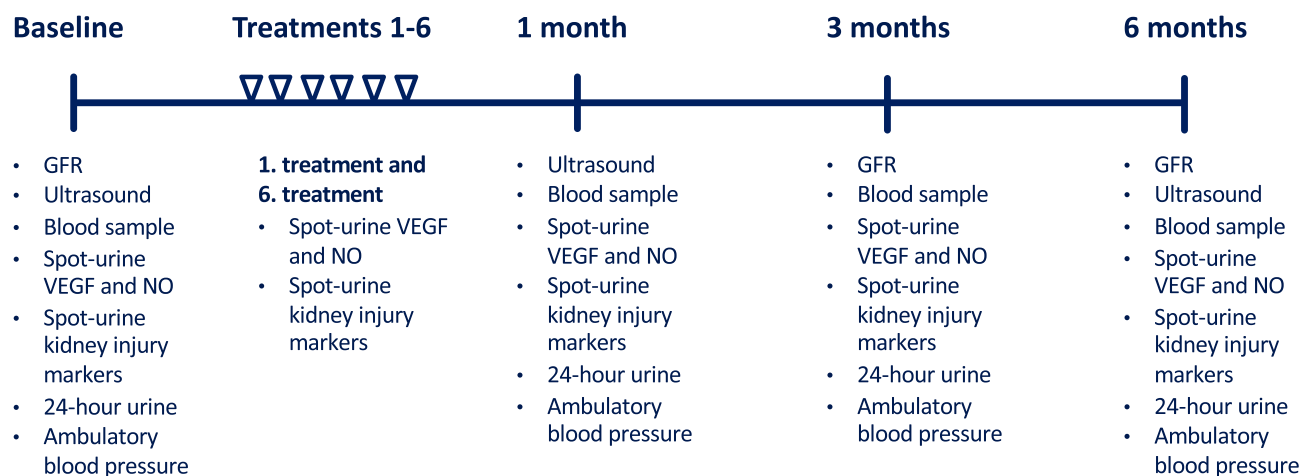 Baseline
Treatments 1-6
1 month
3 months
6 months
• GFR
• Ultrasound
• Blood sample
• Spot-urine
VEGF and NO
• Spot-urine
kidney injury
markers
• 24-hour urine
• Ambulatory
blood pressure
1. treatment and
6. treatment
• Spot-urine VEGF
and NO
• Spot-urine
kidney injury
markers
• Ultrasound
• Blood sample
• Spot-urine
VEGF and NO
• Spot-urine
kidney injury
markers
• 24-hour urine
• Ambulatory
blood pressure
• GFR
• Blood sample
• Spot-urine
VEGF and NO
• Spot-urine
kidney injury
markers
• 24-hour urine
• Ambulatory
blood pressure
• GFR
• Ultrasound
• Blood sample
• Spot-urine
VEGF and NO
• Spot-urine
kidney injury
markers
• 24-hour urine
• Ambulatory
blood pressure